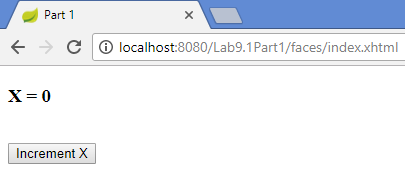 Part 1
localhost:8080/Lab9.1Part1/faces/index.xhtml
X = 0
Increment X